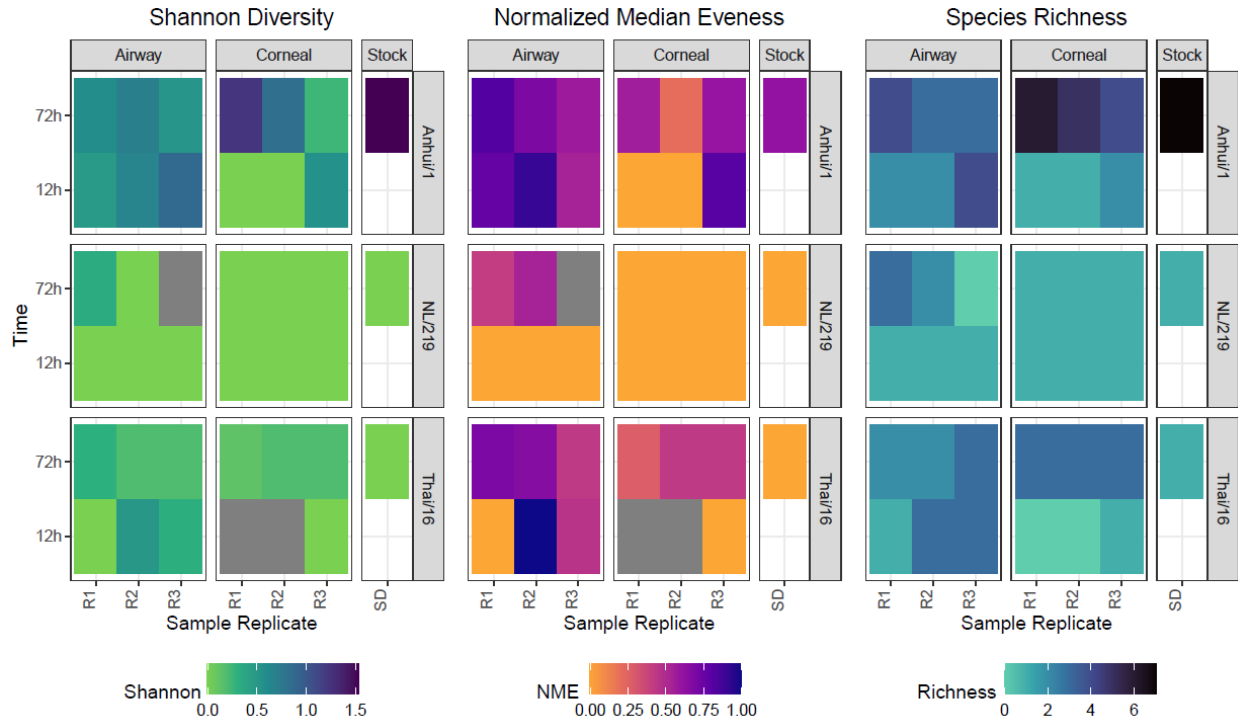 Shannon Diversity
Normalized Median Eveness
Species Richness
Airway Corneal Stock
Airway Corneal Stock
Airway Corneal Stock
Time
72h
12h
Anhui/1
Anhui/1
Anhui/1
72h
12h
NL/219
NL/219
NL/219
72h
12h
Thai/16
Thai/16
Thai/16
R1 R2 R3 R1 R2 R3 SD
R1 R2 R3 R1 R2 R3 SD
R1 R2 R3 R1 R2 R3 SD
Sample Replicate
Sample Replicate
Sample Replicate
Shannon
0.0 0.5 1.0 1.5
NME
0.00 0.25 0.50 0.75 1.00
Richness
0 2 4 6